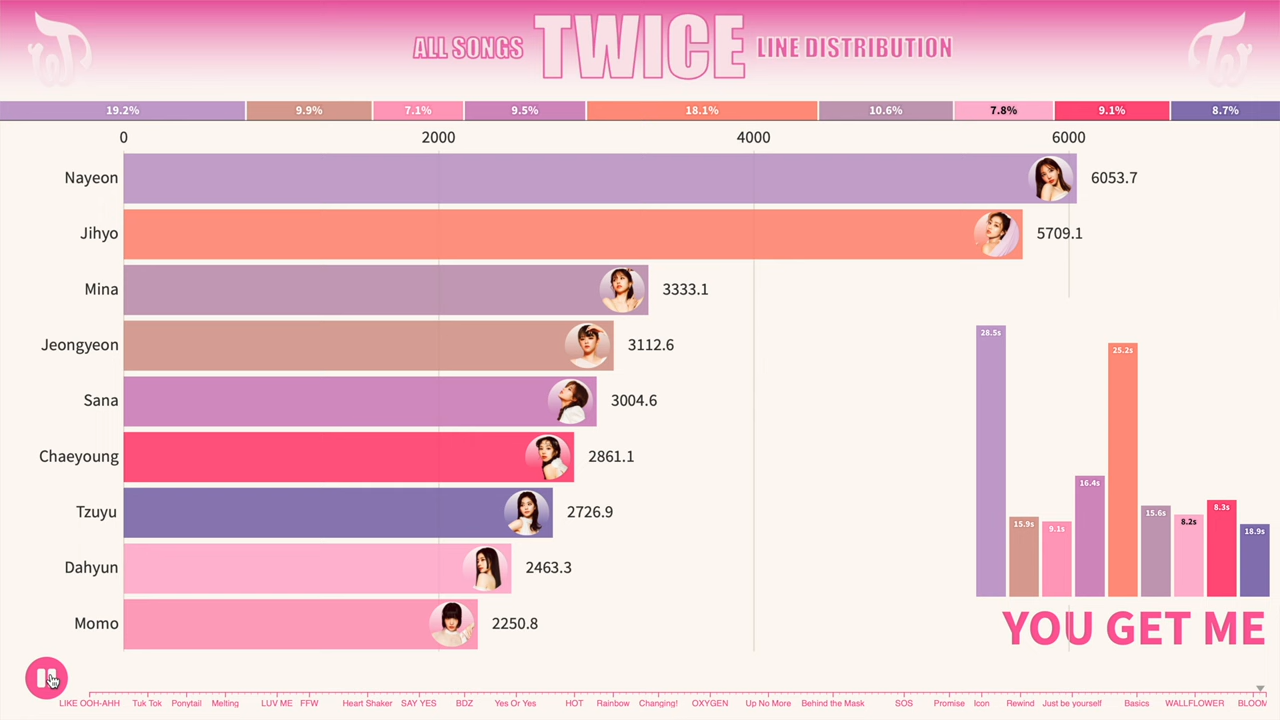 ALL SONGS TWICE LINE DISTRIBUTION
19.2% 9.9% 7.1% 9.5% 18.1% 10.6% 7.8% 9.1% 8.7%
0 2000 4000 6000
Nayeon 6053.7
Jihyo 5709.1
Mina 3333.1
Jeongyeon 3112.6
Sana 3004.6
Chaeyoung 2861.1
Tzuyu 2726.9
Dahyun 2463.3
Momo 2250.8
28.5s 15.9s 9.1s 16.4s 25.2s 15.6s 8.2s 8.3s 18.9s
YOU GET ME
LIKE OOH-AHH Tuk Tok Ponytail Melting LUV ME FFW Heart Shaker SAY YES BDZ Yes Or Yes HOT Rainbow Changing! OXYGEN Up No More Behind the Mask SOS Promise Icon Rewind Just be yourself Basics WALLFLOWER BLOOM